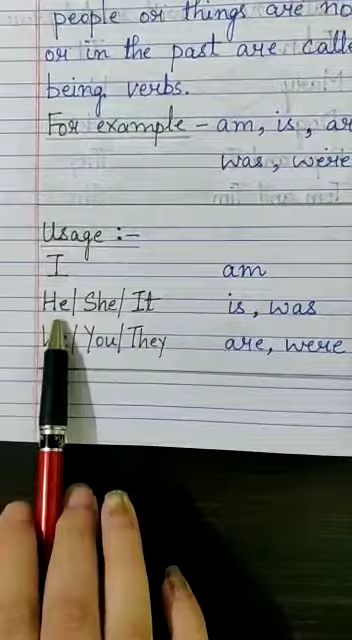 people or things are no
or in the past are calle
being verbs.
For example - am, is, ar
was, were
Usage :-
I am
He/ She/ It is, was
/ You/ They are, were